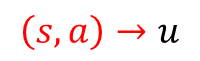 (s, a) → u